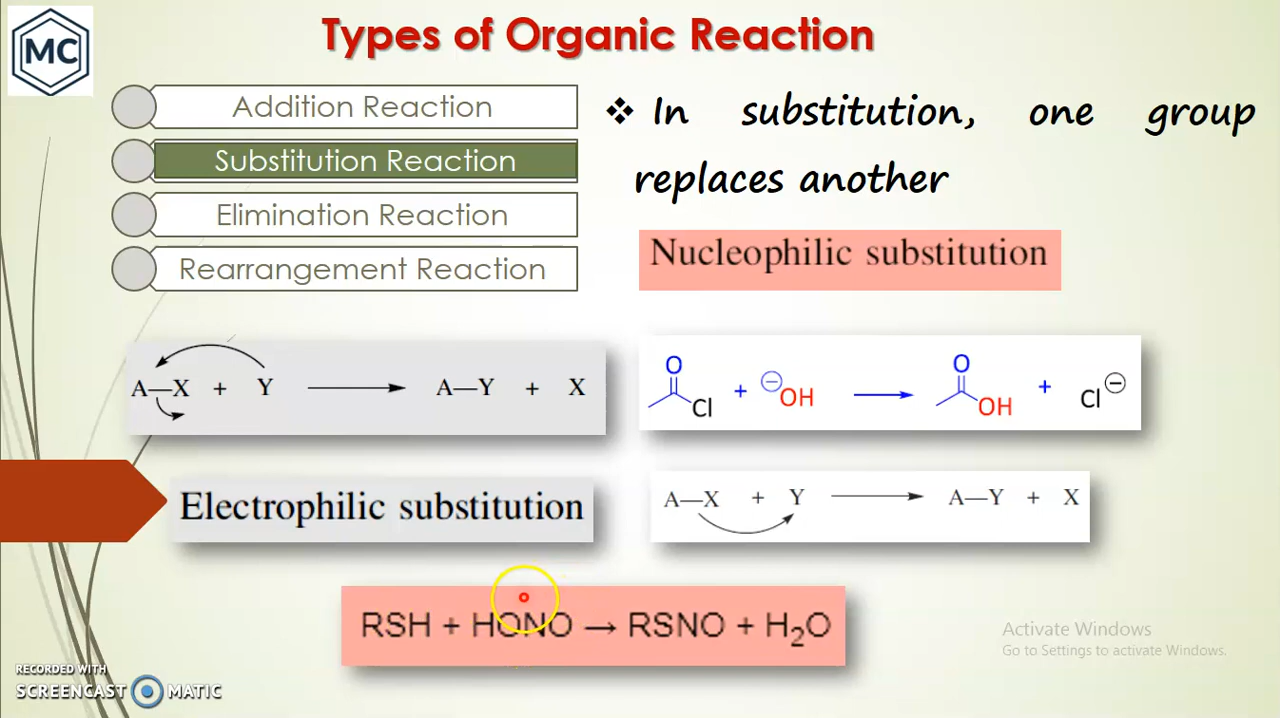 MC
Types of Organic Reaction
Addition Reaction
Substitution Reaction
Elimination Reaction
Rearrangement Reaction
❖ In substitution, one group
replaces another
Nucleophilic substitution
A—X + Y ⟶ A—Y + X
O Cl + ⊖OH ⟶ O OH + Cl⊖
Electrophilic substitution
A—X + Y ⟶ A—Y + X
RSH + HONO → RSNO + H₂O
Activate Windows
Go to Settings to activate Windows.
RECORDED WITH
SCREENCAST MATIC